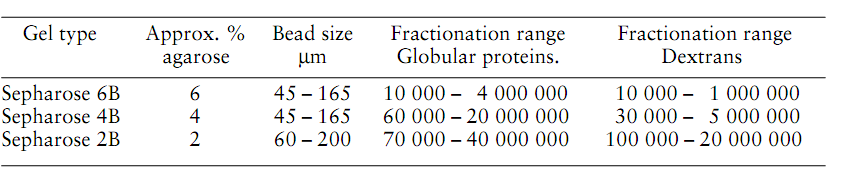 Gel type Approx. % Bead size Fractionation range Fractionation range
agarose µm Globular proteins. Dextrans
Sepharose 6B 6 45 – 165 10 000 – 4 000 000 10 000 – 1 000 000
Sepharose 4B 4 45 – 165 60 000 – 20 000 000 30 000 – 5 000 000
Sepharose 2B 2 60 – 200 70 000 – 40 000 000 100 000 – 20 000 000